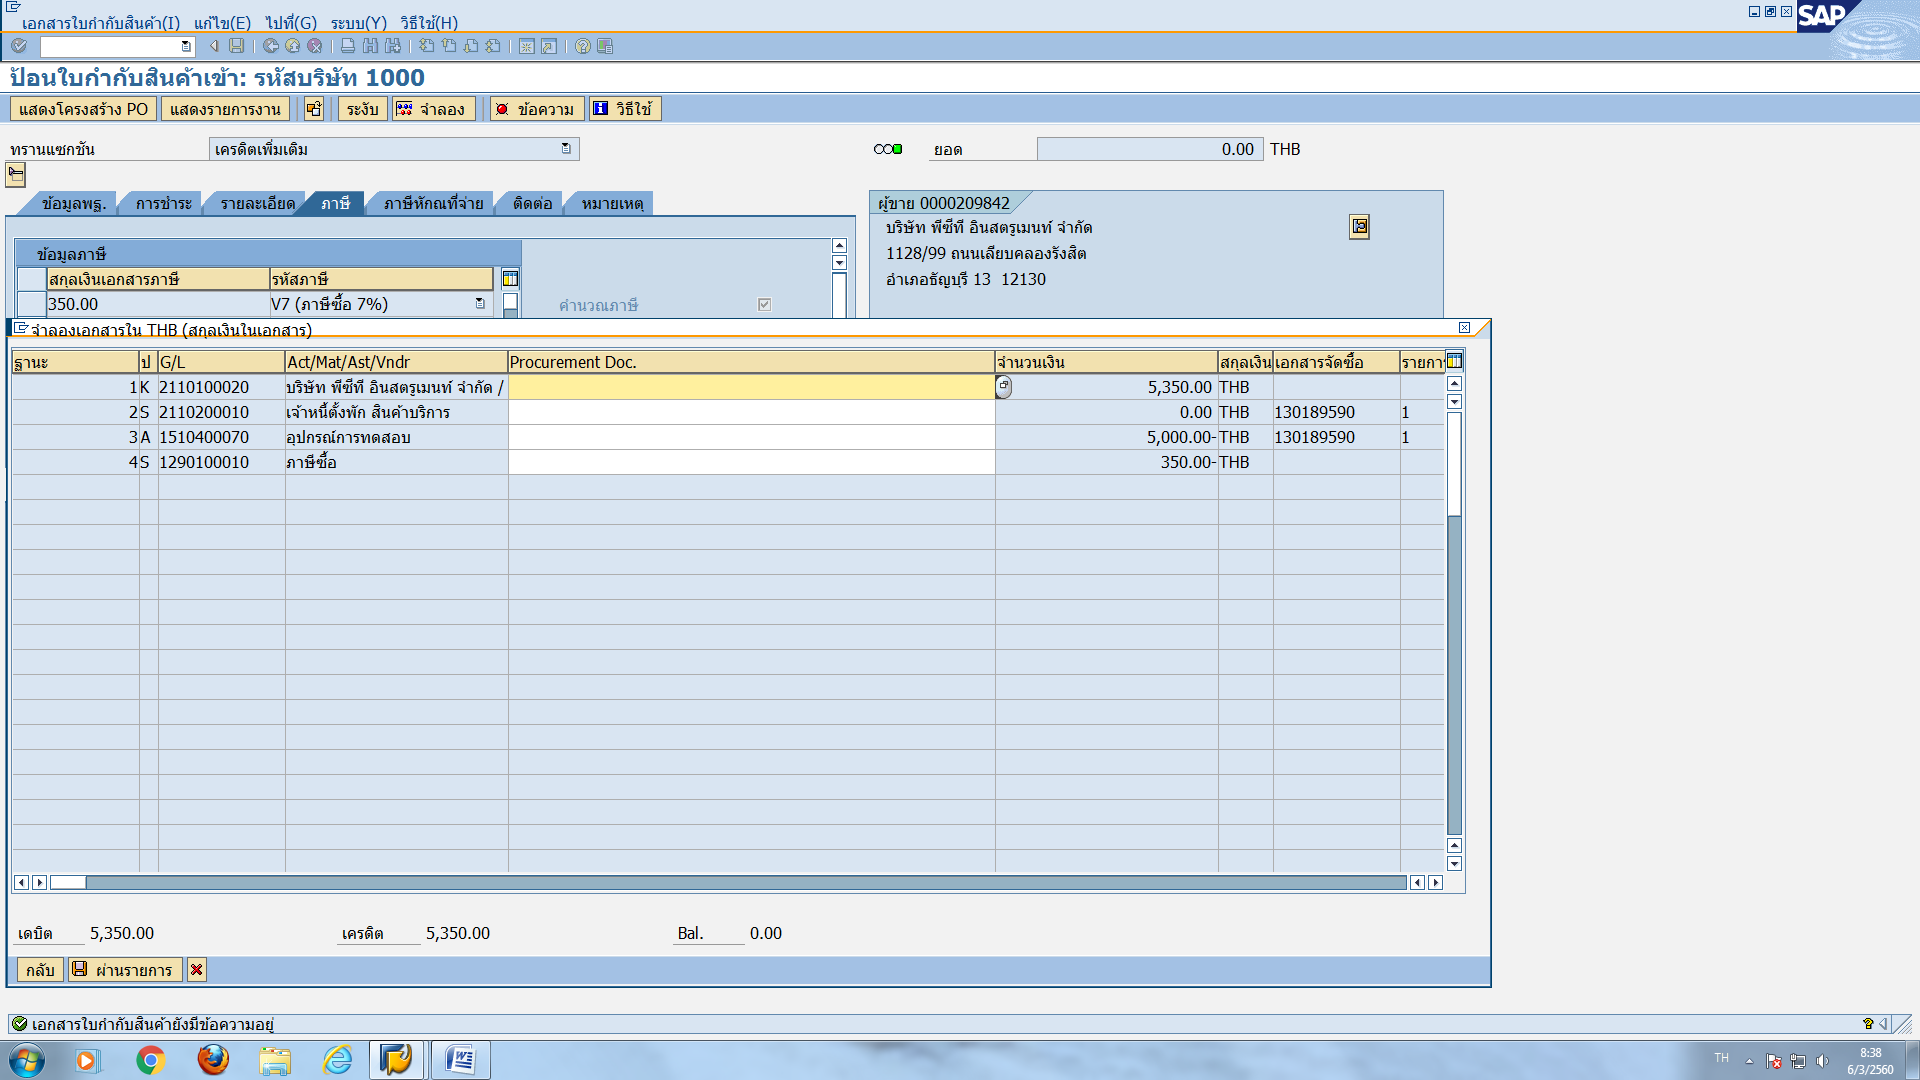 เอกสารใบกำกับสินค้า(I) แก้ไข(E) ไปที่(G) ระบบ(Y) วิธีใช้(H)
SAP
ป้อนใบกำกับสินค้าเข้า: รหัสบริษัท 1000
แสดงโครงสร้าง PO แสดงรายการงาน ระงับ จำลอง ข้อความ วิธีใช้
ทรานแซกชัน เครดิตเพิ่มเติม ยอด 0.00 THB
ข้อมูลพฐ. การชำระ รายละเอียด ภาษี ภาษีหักณที่จ่าย ติดต่อ หมายเหตุ
ผู้ขาย 0000209842
บริษัท พีซีที อินสตรูเมนท์ จำกัด
1128/99 ถนนเลียบคลองรังสิต
อำเภอธัญบุรี 13 12130
ข้อมูลภาษี
สกุลเงินเอกสารภาษี รหัสภาษี
350.00 V7 (ภาษีซื้อ 7%) คำนวณภาษี
จำลองเอกสารใน THB (สกุลเงินในเอกสาร)
ฐานะ ป G/L Act/Mat/Ast/Vndr Procurement Doc. จำนวนเงิน สกุลเงิน เอกสารจัดซื้อ รายการ
1 K 2110100020 บริษัท พีซีที อินสตรูเมนท์ จำกัด / 5,350.00 THB
2 S 2110200010 เจ้าหนี้ตั้งพัก สินค้าบริการ 0.00 THB 130189590 1
3 A 1510400070 อุปกรณ์การทดสอบ 5,000.00- THB 130189590 1
4 S 1290100010 ภาษีซื้อ 350.00- THB
เดบิต 5,350.00 เครดิต 5,350.00 Bal. 0.00
กลับ ผ่านรายการ
เอกสารใบกำกับสินค้ายังมีข้อความอยู่
TH 8:38
6/3/2560